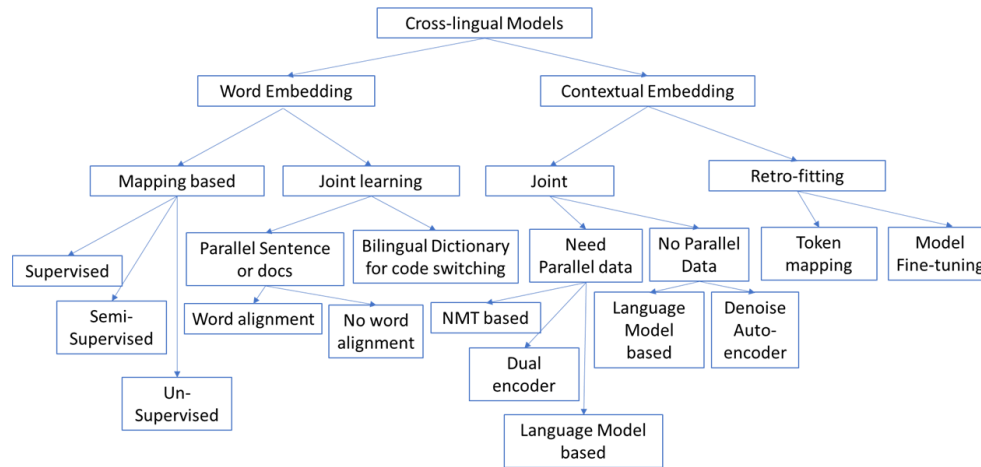 Cross-lingual Models
Word Embedding
Contextual Embedding
Mapping based
Joint learning
Joint
Retro-fitting
Supervised
Semi-
Supervised
Un-
Supervised
Parallel Sentence
or docs
Bilingual Dictionary
for code switching
Word alignment
No word
alignment
Need
Parallel data
No Parallel
Data
Token
mapping
Model
Fine-tuning
NMT based
Dual
encoder
Language Model
based
Language
Model
based
Denoise
Auto-
encoder